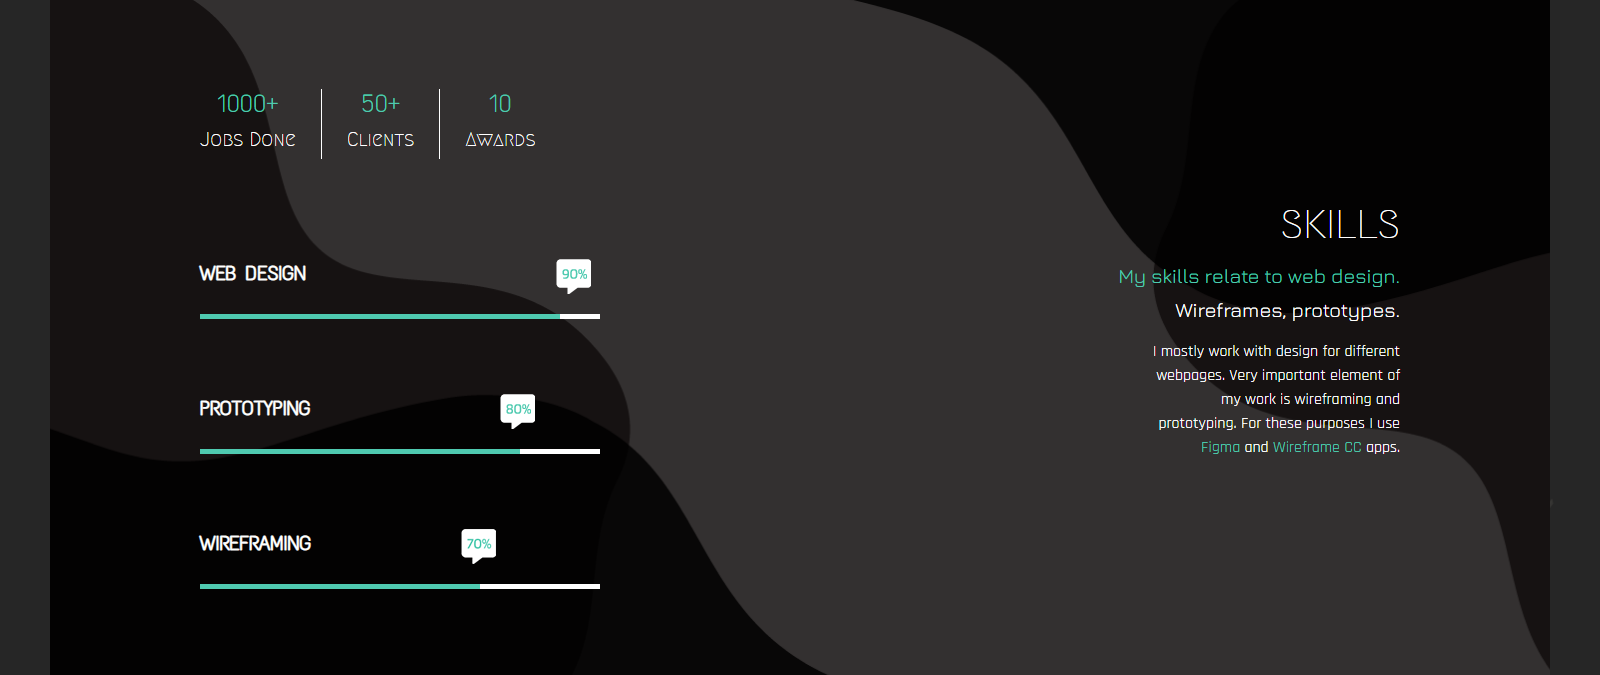 1000+ 50+ 10
Jobs Done Clients Awards
WEB DESIGN 90%
PROTOTYPING 80%
WIREFRAMING 70%
SKILLS
My skills relate to web design.
Wireframes, prototypes.
I mostly work with design for different
webpages. Very important element of
my work is wireframing and
prototyping. For these purposes I use
Figma and Wireframe CC apps.